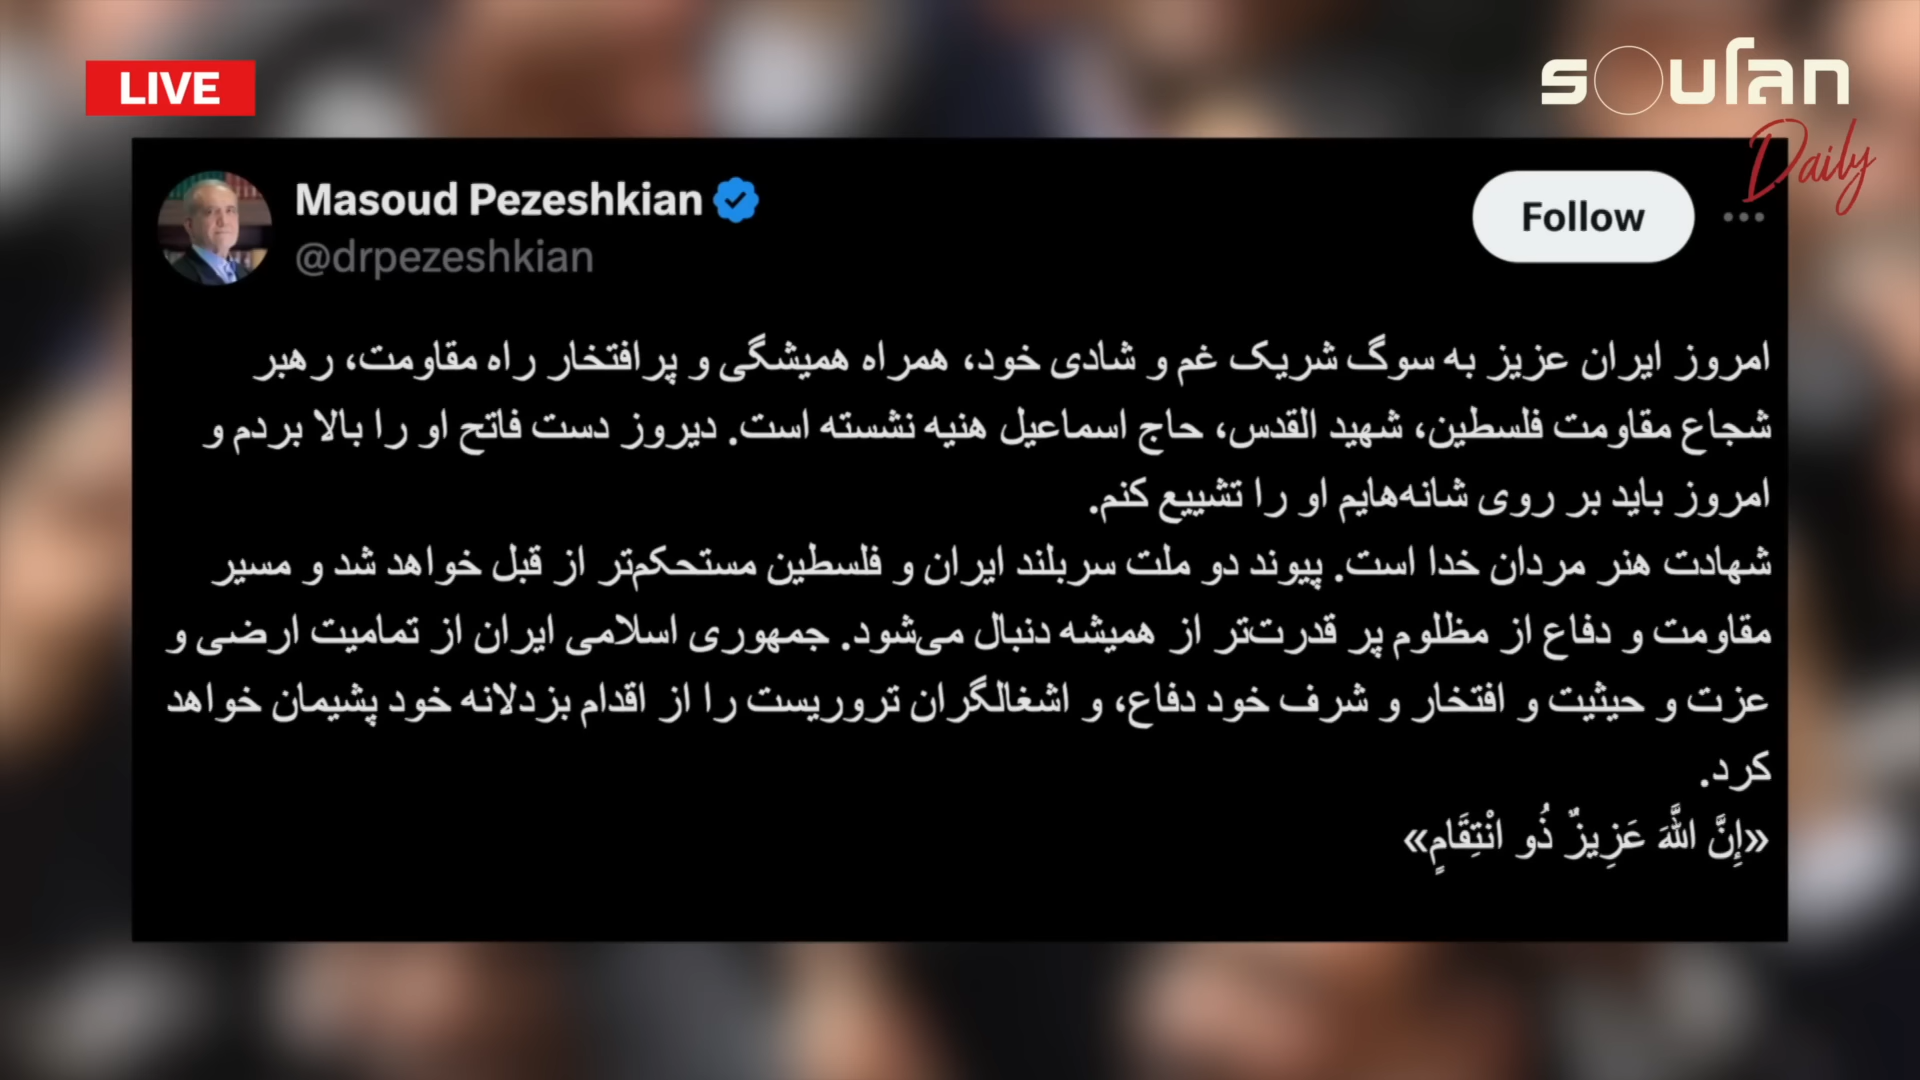 LIVE
soufan
Daily
Masoud Pezeshkian
@drpezeshkian
Follow
امروز ایران عزیز به سوگ شریک غم و شادی خود، همراه همیشگی و پرافتخار راه مقاومت، رهبر
شجاع مقاومت فلسطین، شهید القدس، حاج اسماعیل هنیه نشسته است. دیروز دست فاتح او را بالا بردم و
امروز باید بر روی شانه‌هایم او را تشییع کنم.
شهادت هنر مردان خدا است. پیوند دو ملت سربلند ایران و فلسطین مستحکم‌تر از قبل خواهد شد و مسیر
مقاومت و دفاع از مظلوم پر قدرت‌تر از همیشه دنبال می‌شود. جمهوری اسلامی ایران از تمامیت ارضی و
عزت و حیثیت و افتخار و شرف خود دفاع، و اشغالگران تروریست را از اقدام بزدلانه خود پشیمان خواهد
کرد.
«إِنَّ اللَّهَ عَزِيزٌ ذُو انْتِقَامٍ»